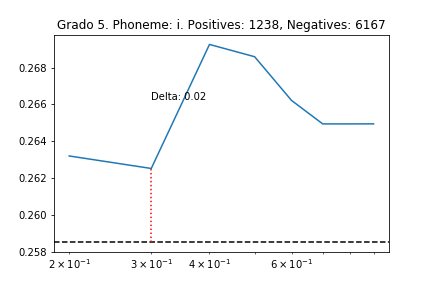 Grado 5. Phoneme: i. Positives: 1238, Negatives: 6167
0.268
0.266
Delta: 0.02
0.264
0.262
0.260
0.258
2 × 10⁻¹ 3 × 10⁻¹ 4 × 10⁻¹ 6 × 10⁻¹